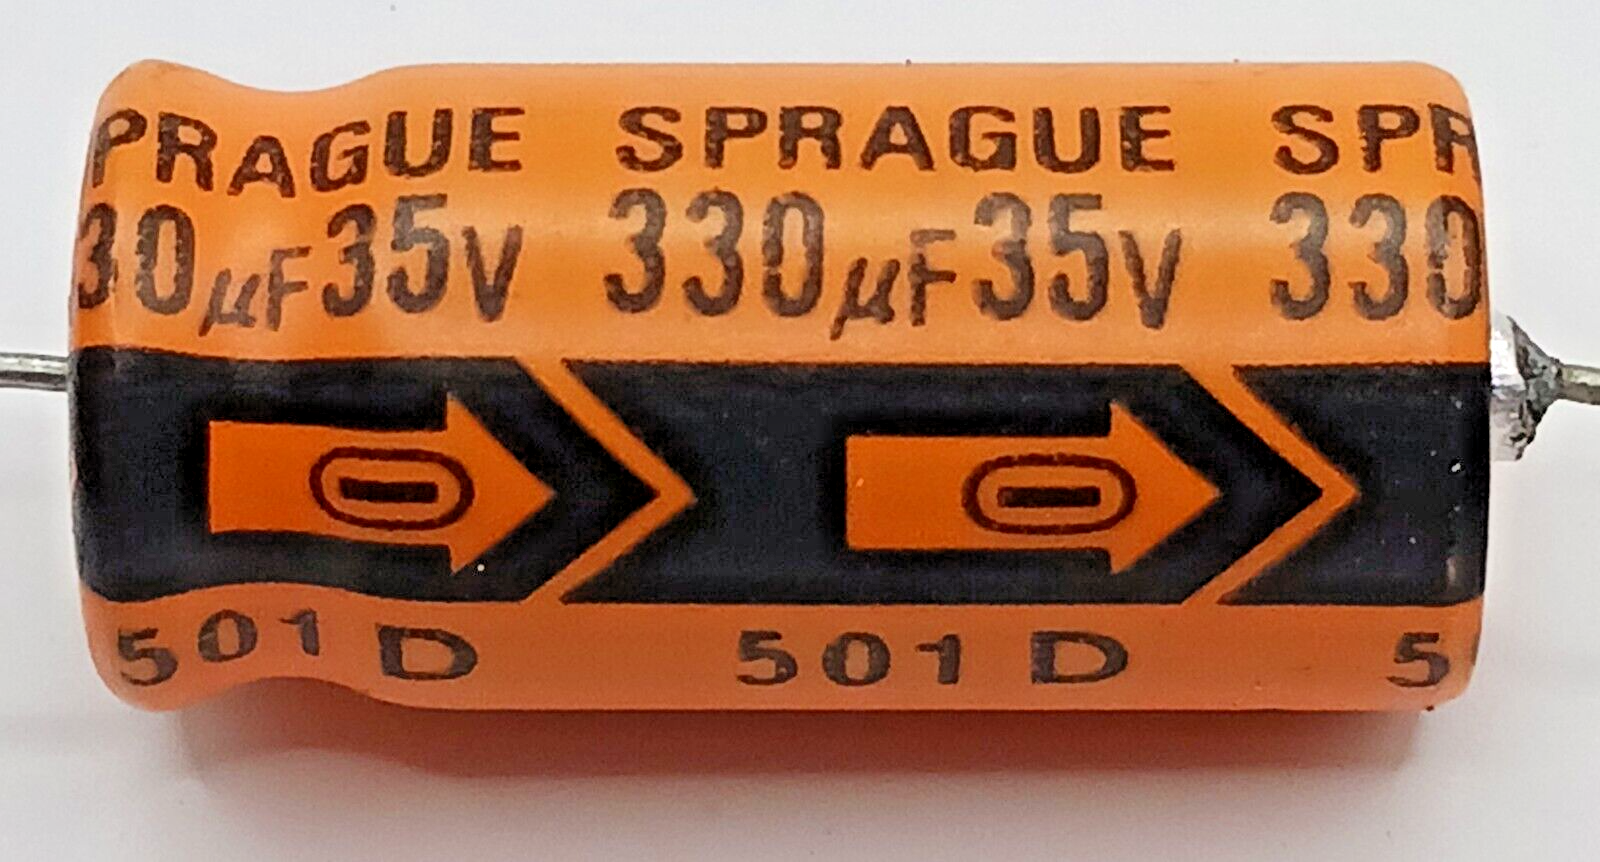 PRAGUE SPRAGUE SPR
30µF35V 330µF35V 330
501D 501D 5